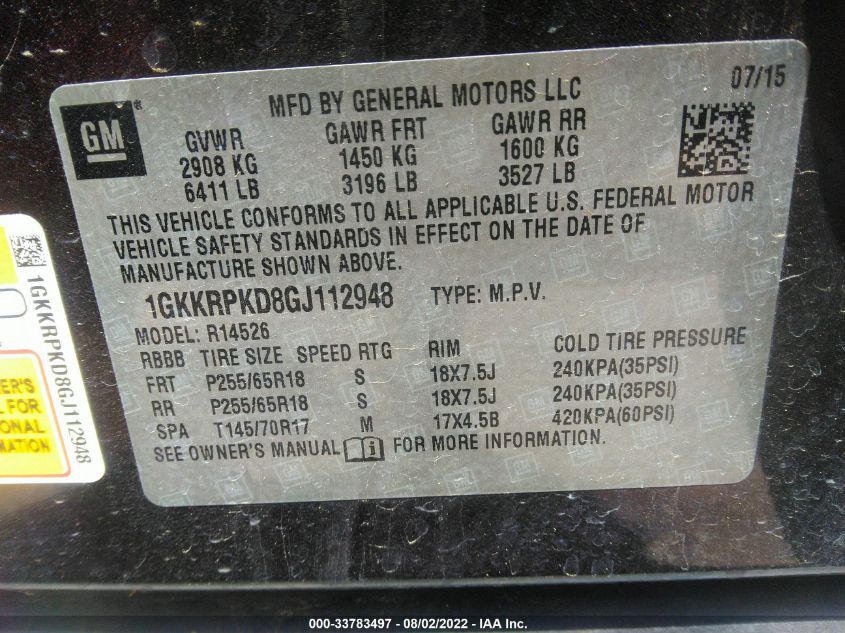 07/15
MFD BY GENERAL MOTORS LLC
GM®
GVWR GAWR FRT GAWR RR
2908 KG 1450 KG 1600 KG
6411 LB 3196 LB 3527 LB
THIS VEHICLE CONFORMS TO ALL APPLICABLE U.S. FEDERAL MOTOR
VEHICLE SAFETY STANDARDS IN EFFECT ON THE DATE OF
MANUFACTURE SHOWN ABOVE.
1GKKRPKD8GJ112948 TYPE: M.P.V.
MODEL: R14526
RBBB TIRE SIZE SPEED RTG RIM COLD TIRE PRESSURE
FRT P255/65R18 S 18X7.5J 240KPA(35PSI)
RR P255/65R18 S 18X7.5J 240KPA(35PSI)
SPA T145/70R17 M 17X4.5B 420KPA(60PSI)
SEE OWNER'S MANUAL FOR MORE INFORMATION.
1GKKRPKD8GJ112948
ER'S
L FOR
ONAL
MATION
000-33783497 - 08/02/2022 - IAA Inc.